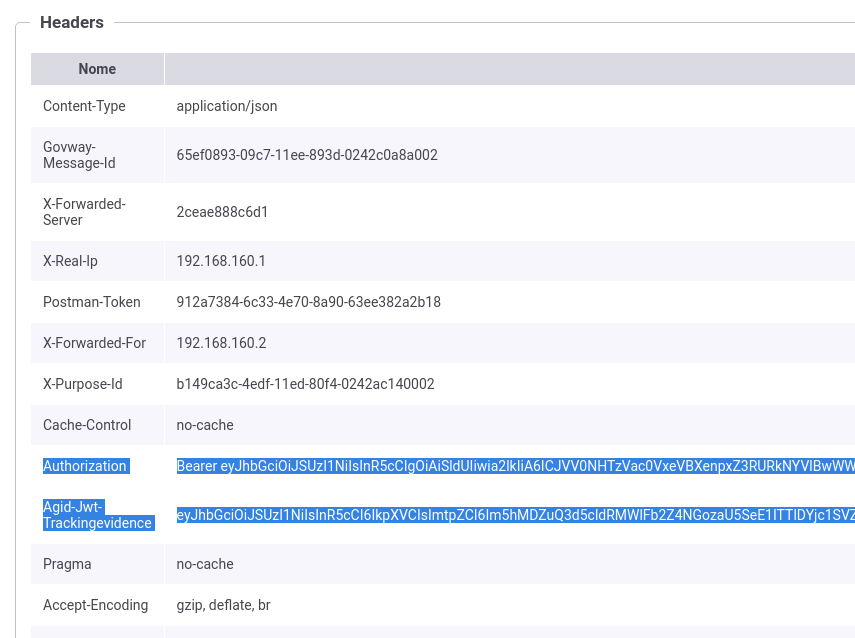 Headers
Nome
Content-Type application/json
Govway-
Message-Id 65ef0893-09c7-11ee-893d-0242c0a8a002
X-Forwarded-
Server 2ceae888c6d1
X-Real-Ip 192.168.160.1
Postman-Token 912a7384-6c33-4e70-8a90-63ee382a2b18
X-Forwarded-For 192.168.160.2
X-Purpose-Id b149ca3c-4edf-11ed-80f4-0242ac140002
Cache-Control no-cache
Authorization Bearer
Agid-Jwt-
Trackingevidence
Pragma no-cache
Accept-Encoding gzip, deflate, br